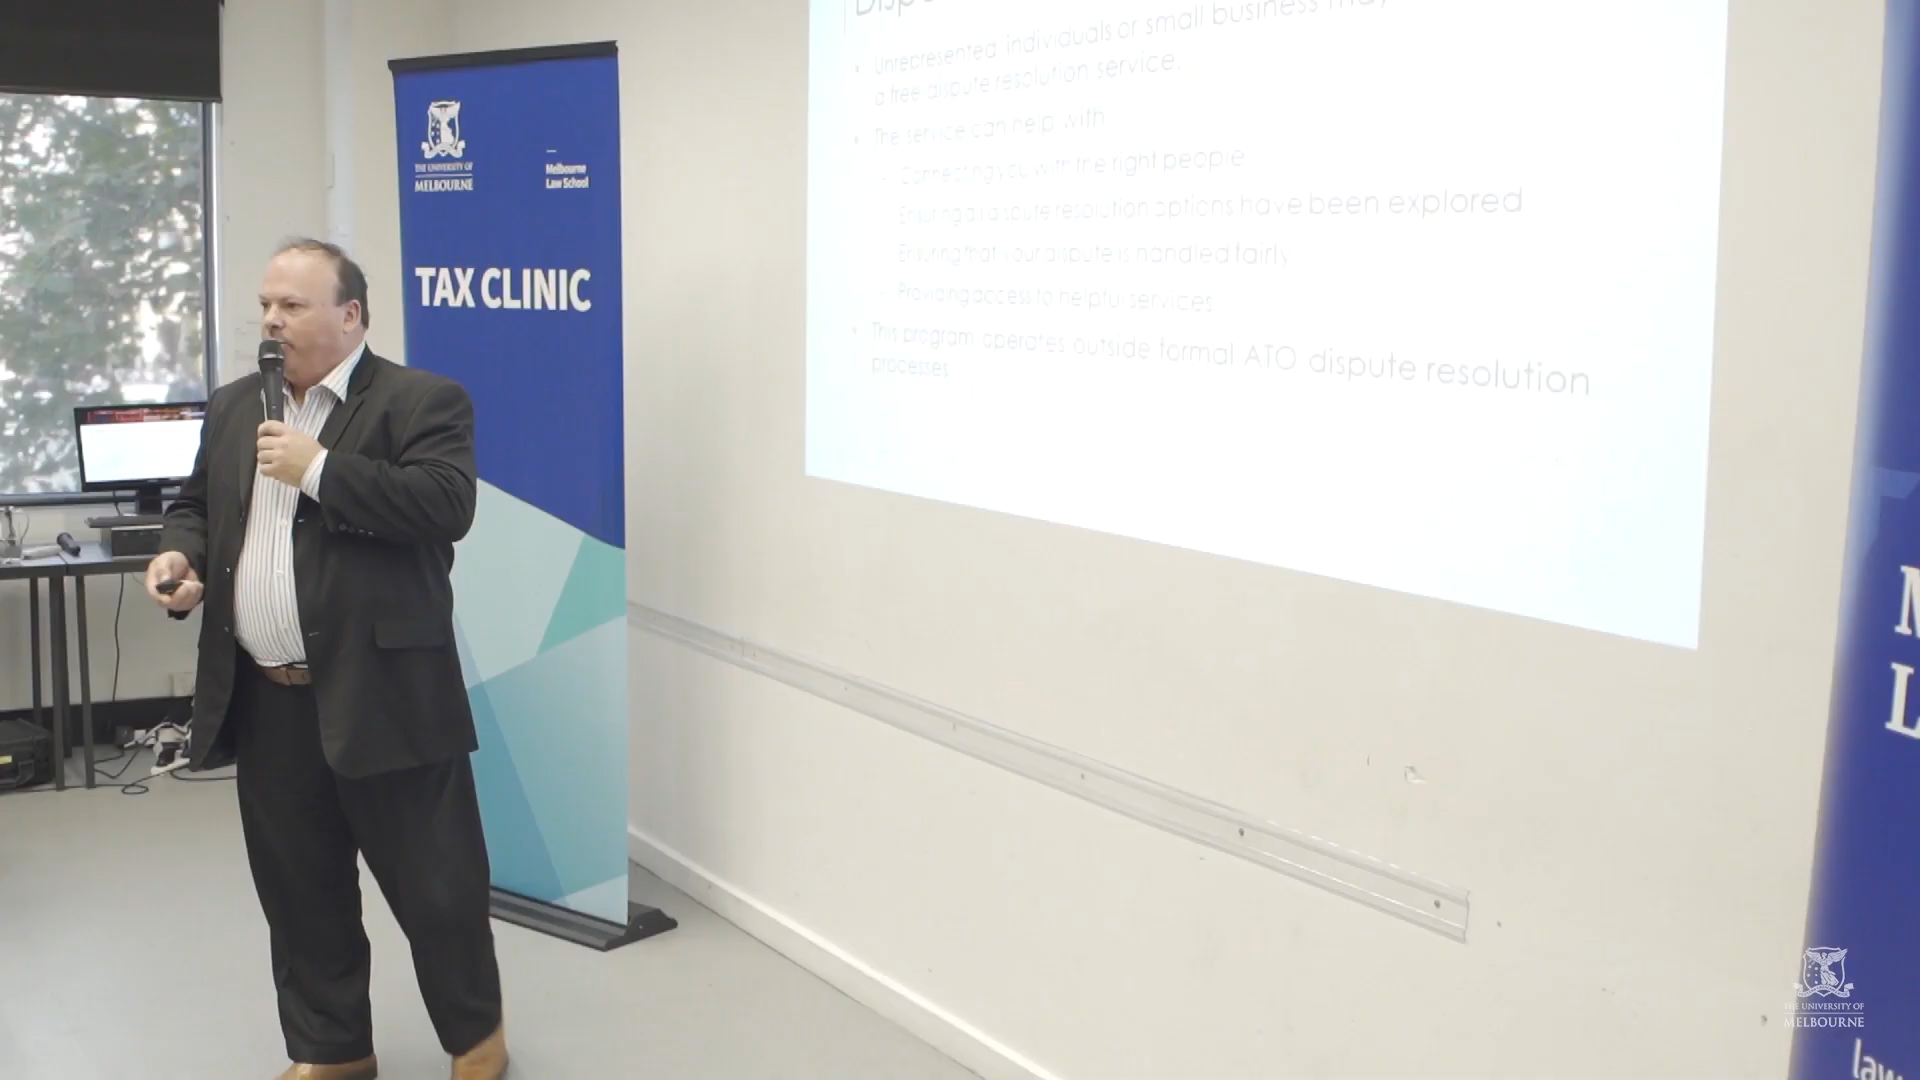 THE UNIVERSITY OF
MELBOURNE
Melbourne
Law School
TAX CLINIC
Unrepresented individuals or small business may
a free dispute resolution service.
The service can help with
Connecting you with the right people
Ensuring all dispute resolution options have been explored
Ensuring that your dispute is handled fairly
Providing access to helpful services
This program operates outside formal ATO dispute resolution
processes
THE UNIVERSITY OF
MELBOURNE